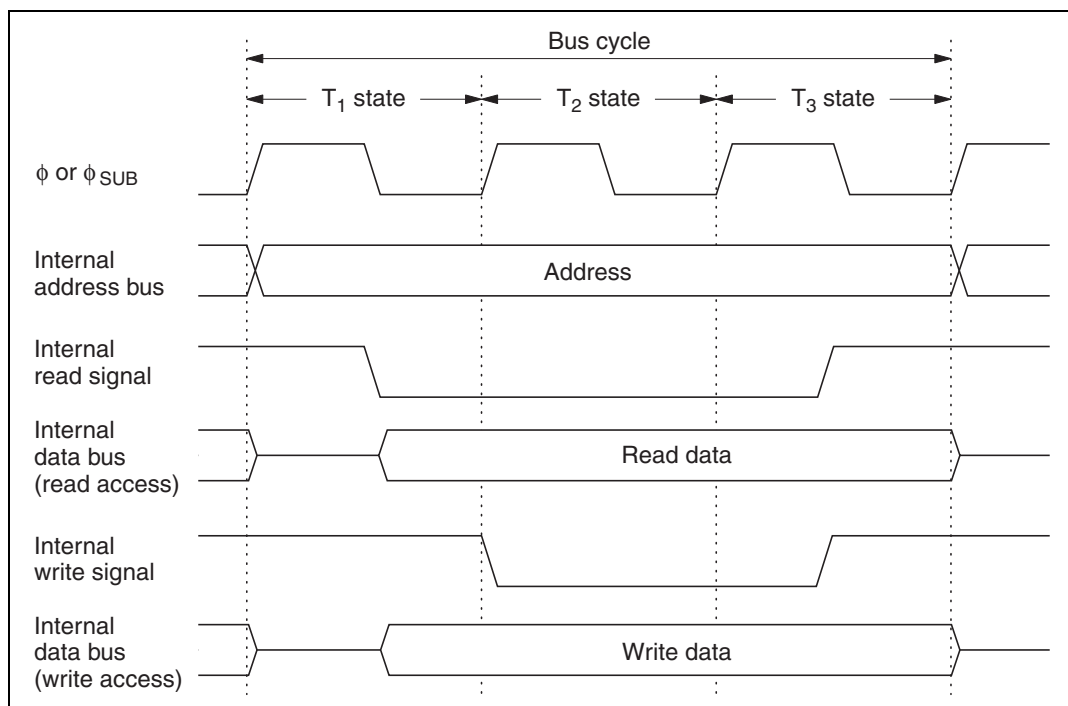 Bus cycle
T₁ state
T₂ state
T₃ state
ϕ or ϕSUB
Internal
address bus
Address
Internal
read signal
Internal
data bus
(read access)
Read data
Internal
write signal
Internal
data bus
(write access)
Write data